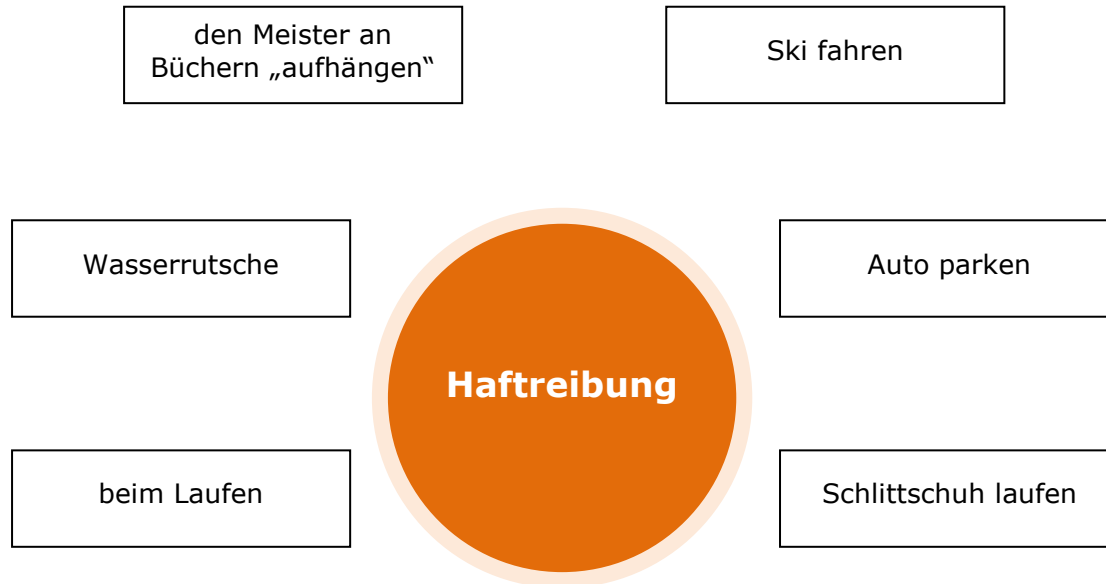 den Meister an
Büchern „aufhängen“
Ski fahren
Wasserrutsche
Auto parken
Haftreibung
beim Laufen
Schlittschuh laufen